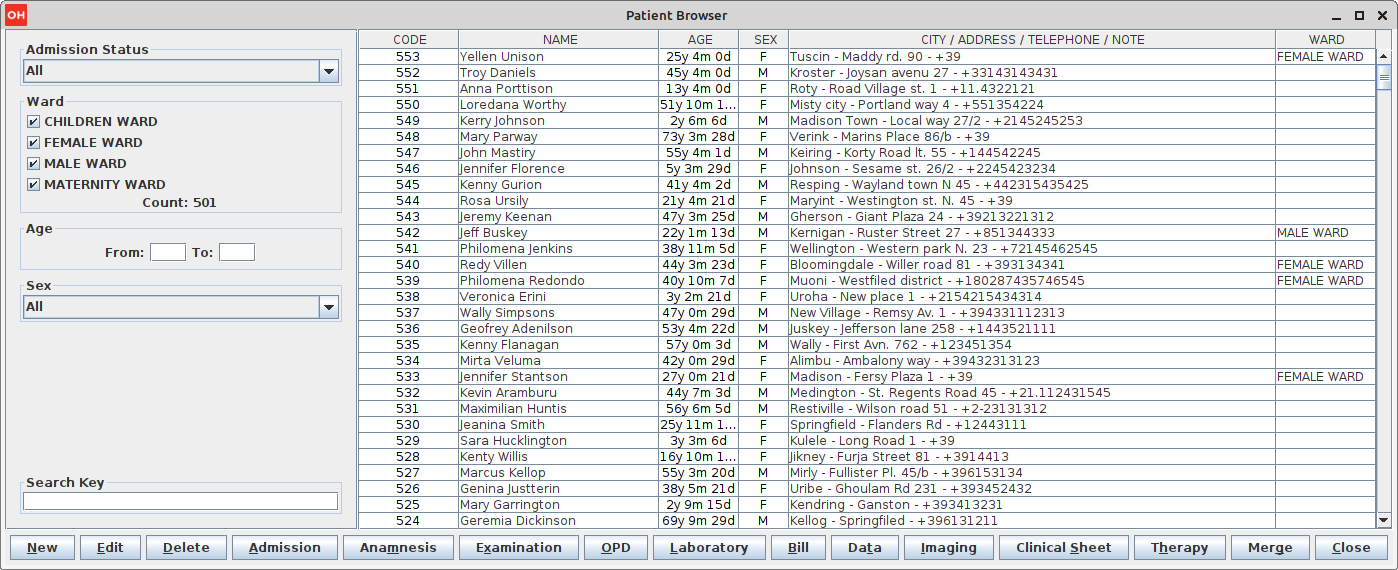 OH Patient Browser
Admission Status
All
Ward
CHILDREN WARD
FEMALE WARD
MALE WARD
MATERNITY WARD
Count: 501
Age
From: To:
Sex
All
Search Key
CODE NAME AGE SEX CITY / ADDRESS / TELEPHONE / NOTE WARD
553 Yellen Unison 25y 4m 0d F Tuscin - Maddy rd. 90 - +39 FEMALE WARD
552 Troy Daniels 45y 4m 0d M Kroster - Joysan avenu 27 - +33143143431
551 Anna Porttison 13y 4m 0d F Roty - Road Village st. 1 - +11.4322121
550 Loredana Worthy 51y 10m 1... F Misty city - Portland way 4 - +551354224
549 Kerry Johnson 2y 6m 6d M Madison Town - Local way 27/2 - +2145245253
548 Mary Parway 73y 3m 28d F Verink - Marins Place 86/b - +39
547 John Mastiry 55y 4m 1d M Keiring - Korty Road lt. 55 - +144542245
546 Jennifer Florence 5y 3m 29d F Johnson - Sesame st. 26/2 - +2245423234
545 Kenny Gurion 41y 4m 2d M Resping - Wayland town N 45 - +442315435425
544 Rosa Ursily 21y 4m 21d F Maryint - Westington st. N. 45 - +39
543 Jeremy Keenan 47y 3m 25d M Gherson - Giant Plaza 24 - +39213221312
542 Jeff Buskey 22y 1m 13d M Kernigan - Ruster Street 27 - +851344333 MALE WARD
541 Philomena Jenkins 38y 11m 5d F Wellington - Western park N. 23 - +72145462545
540 Redy Villen 44y 3m 23d F Bloomingdale - Willer road 81 - +393134341 FEMALE WARD
539 Philomena Redondo 40y 10m 7d F Muoni - Westfiled district - +180287435746545 FEMALE WARD
538 Veronica Erini 3y 2m 21d F Uroha - New place 1 - +2154215434314
537 Wally Simpsons 47y 0m 29d M New Village - Remsy Av. 1 - +394331112313
536 Geofrey Adenilson 53y 4m 22d M Juskey - Jefferson lane 258 - +1443521111
535 Kenny Flanagan 57y 0m 3d M Wally - First Avn. 762 - +123451354
534 Mirta Veluma 42y 0m 29d F Alimbu - Ambalony way - +39432313123
533 Jennifer Stantson 27y 0m 21d F Madison - Fersy Plaza 1 - +39 FEMALE WARD
532 Kevin Aramburu 44y 7m 3d M Medington - St. Regents Road 45 - +21.112431545
531 Maximilian Huntis 56y 6m 5d M Restiville - Wilson road 51 - +2-23131312
530 Jeanina Smith 25y 11m 1... F Springfield - Flanders Rd - +12443111
529 Sara Hucklington 3y 3m 6d F Kulele - Long Road 1 - +39
528 Kenty Willis 16y 10m 1... F Jikney - Furja Street 81 - +3914413
527 Marcus Kellop 55y 3m 20d M Mirly - Fullister Pl. 45/b - +396153134
526 Genina Justterin 38y 5m 21d F Uribe - Ghoulam Rd 231 - +393452432
525 Mary Garrington 2y 9m 15d F Kendring - Ganston - +393413231
524 Geremia Dickinson 69y 9m 29d M Kellog - Springfiled - +396131211
New Edit Delete Admission Anamnesis Examination OPD Laboratory Bill Data Imaging Clinical Sheet Therapy Merge Close